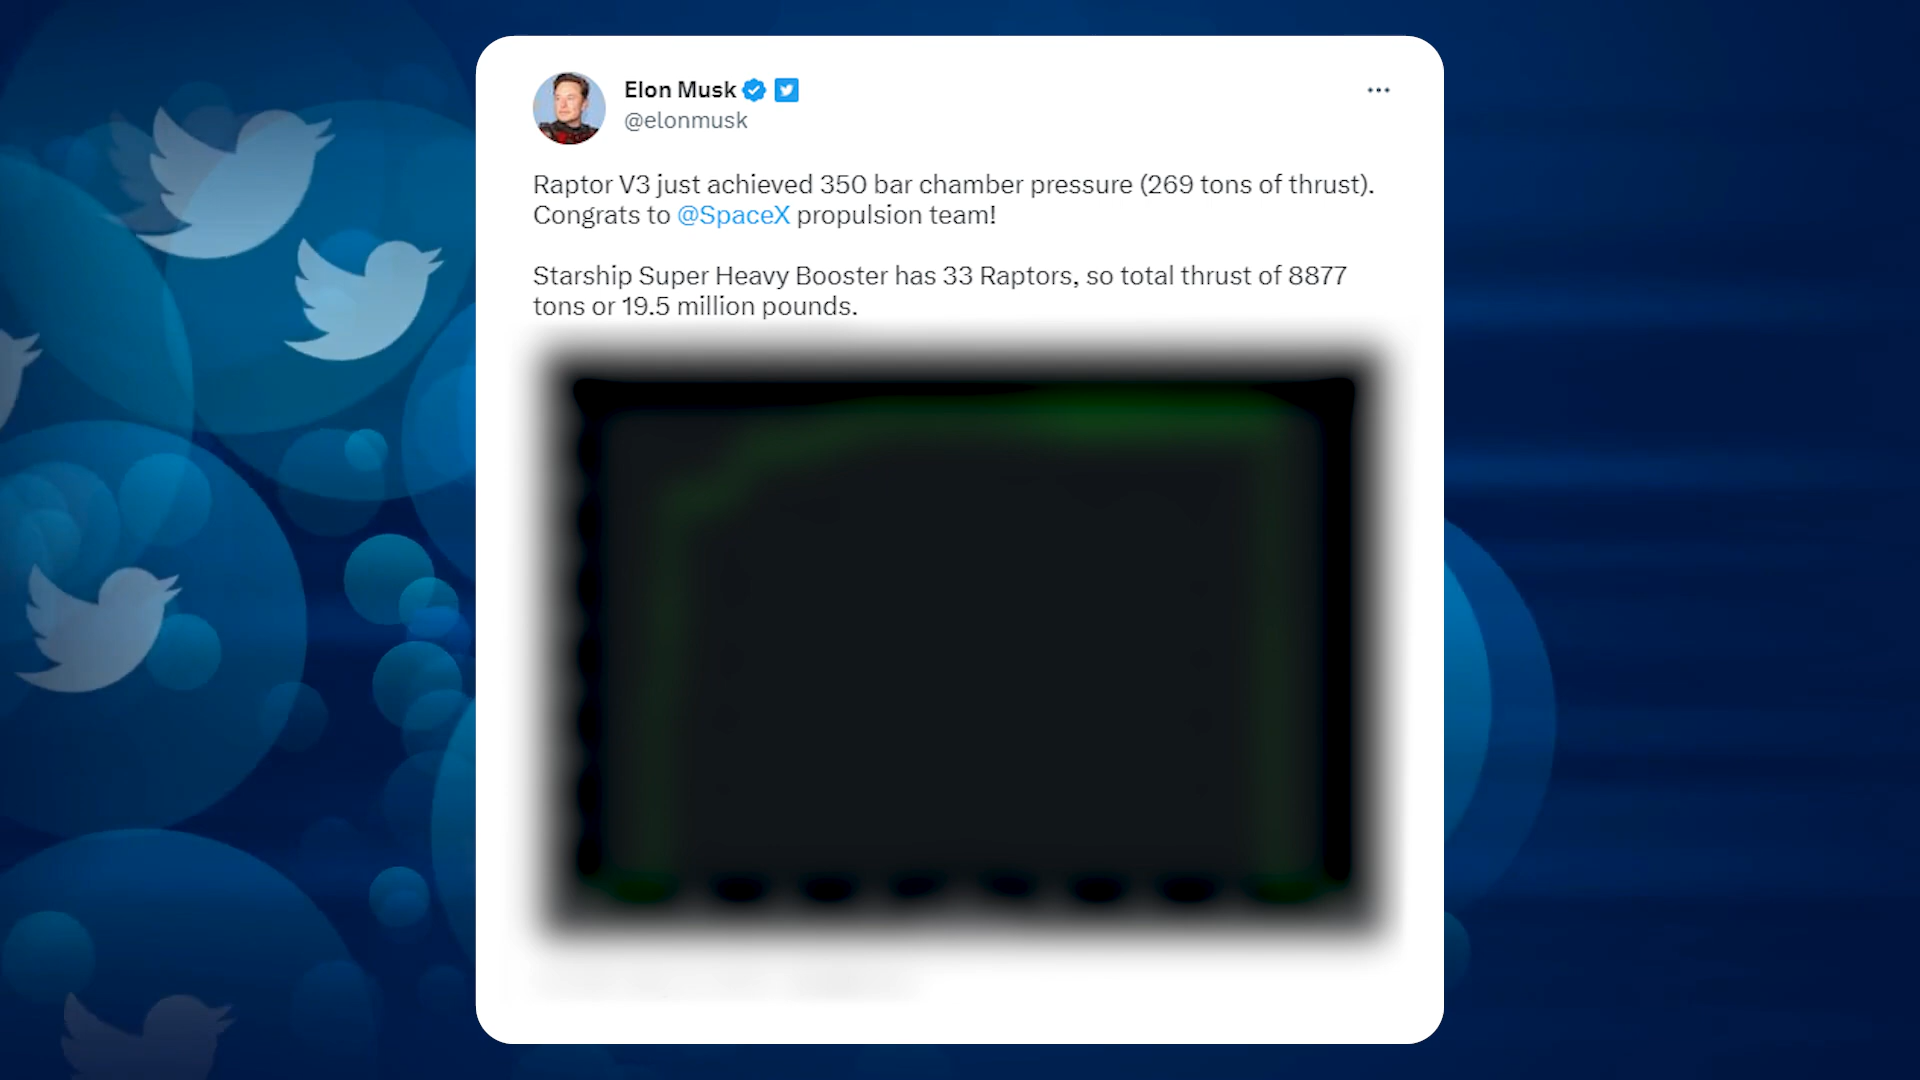 Elon Musk
@elonmusk
Raptor V3 just achieved 350 bar chamber pressure (269 tons of thrust).
Congrats to @SpaceX propulsion team!
Starship Super Heavy Booster has 33 Raptors, so total thrust of 8877
tons or 19.5 million pounds.